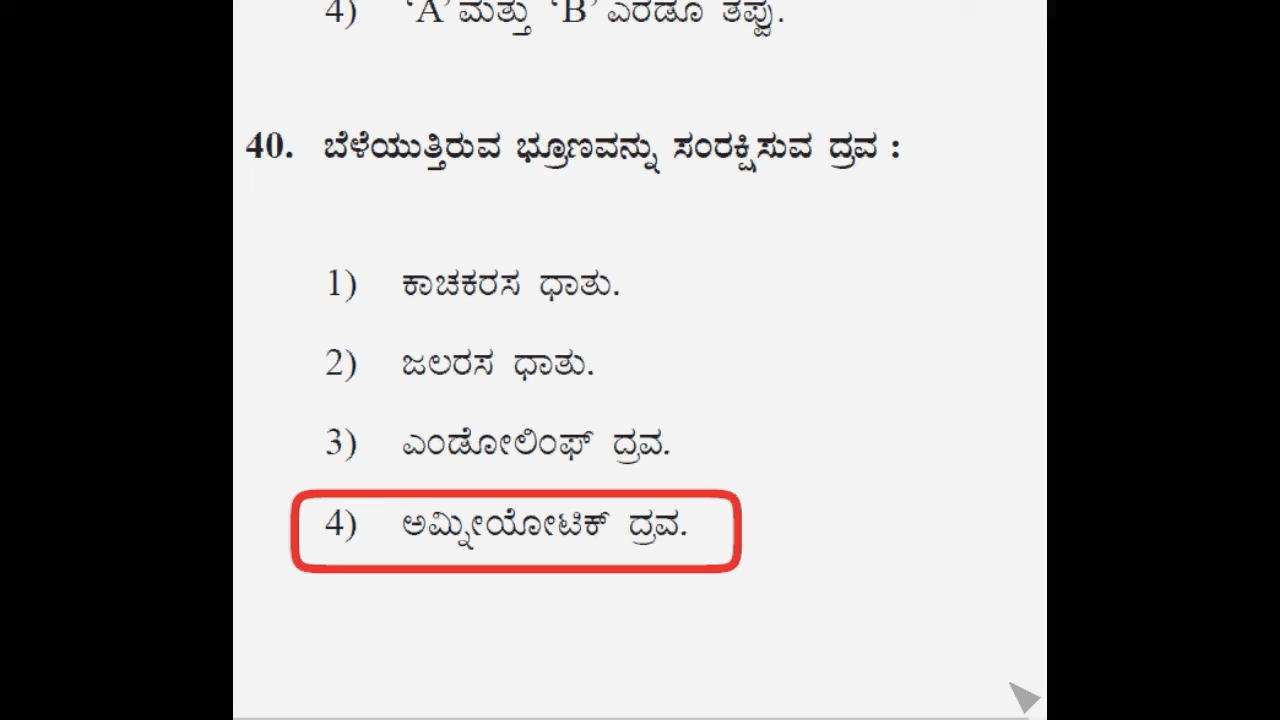 4) ‘A’ ಮತ್ತು ‘B’ ಎರಡೂ ತಪ್ಪು.
40. ಬೆಳೆಯುತ್ತಿರುವ ಭ್ರೂಣವನ್ನು ಸಂರಕ್ಷಿಸುವ ದ್ರವ :
1) ಕಾಚಕರಸ ಧಾತು.
2) ಜಲರಸ ಧಾತು.
3) ಎಂಡೋಲಿಂಫ್ ದ್ರವ.
4) ಅಮ್ನೀಯೋಟಿಕ್ ದ್ರವ.